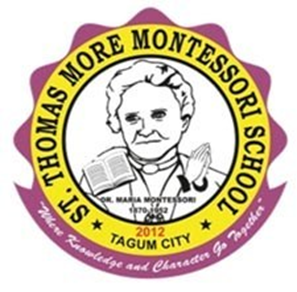 ST. THOMAS MORE MONTESSORI SCHOOL
DR. MARIA MONTESSORI
1870-1952
2012
TAGUM CITY
"Where Knowledge and Character Go Together"